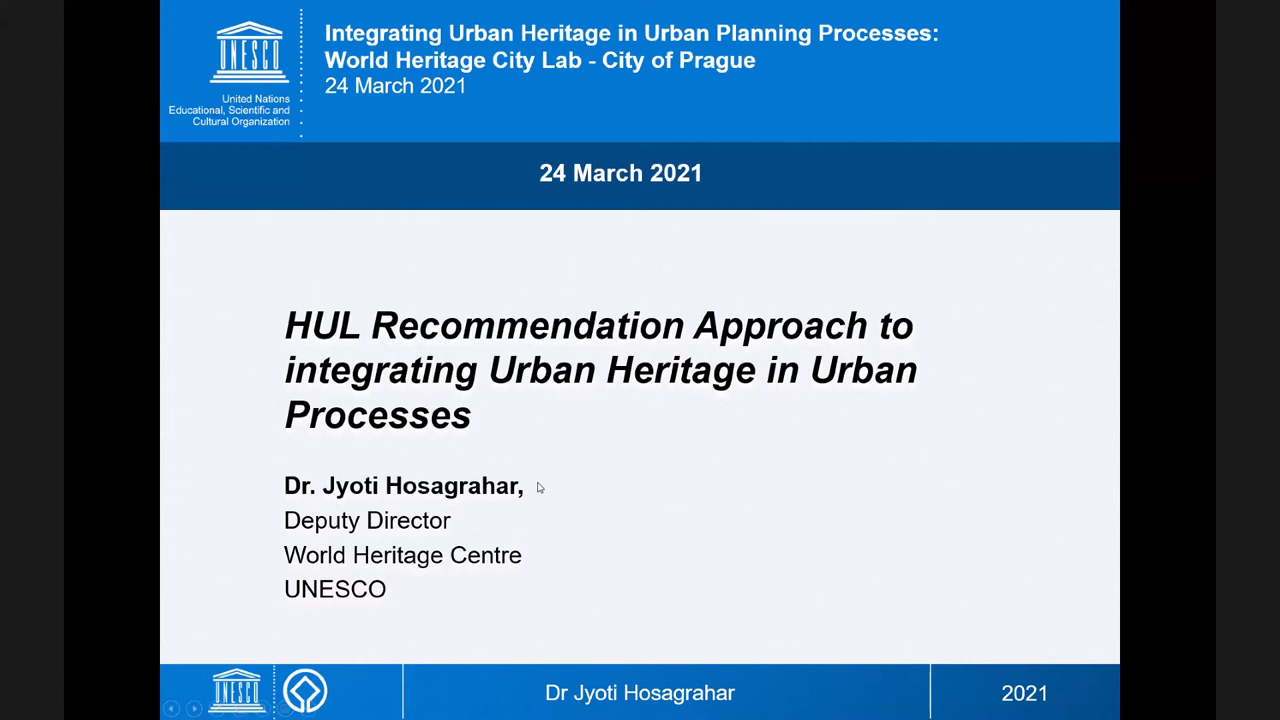 UNESCO
United Nations
Educational, Scientific and
Cultural Organization
Integrating Urban Heritage in Urban Planning Processes:
World Heritage City Lab - City of Prague
24 March 2021
24 March 2021
HUL Recommendation Approach to
integrating Urban Heritage in Urban
Processes
Dr. Jyoti Hosagrahar,
Deputy Director
World Heritage Centre
UNESCO
UNESCO
Dr Jyoti Hosagrahar
2021